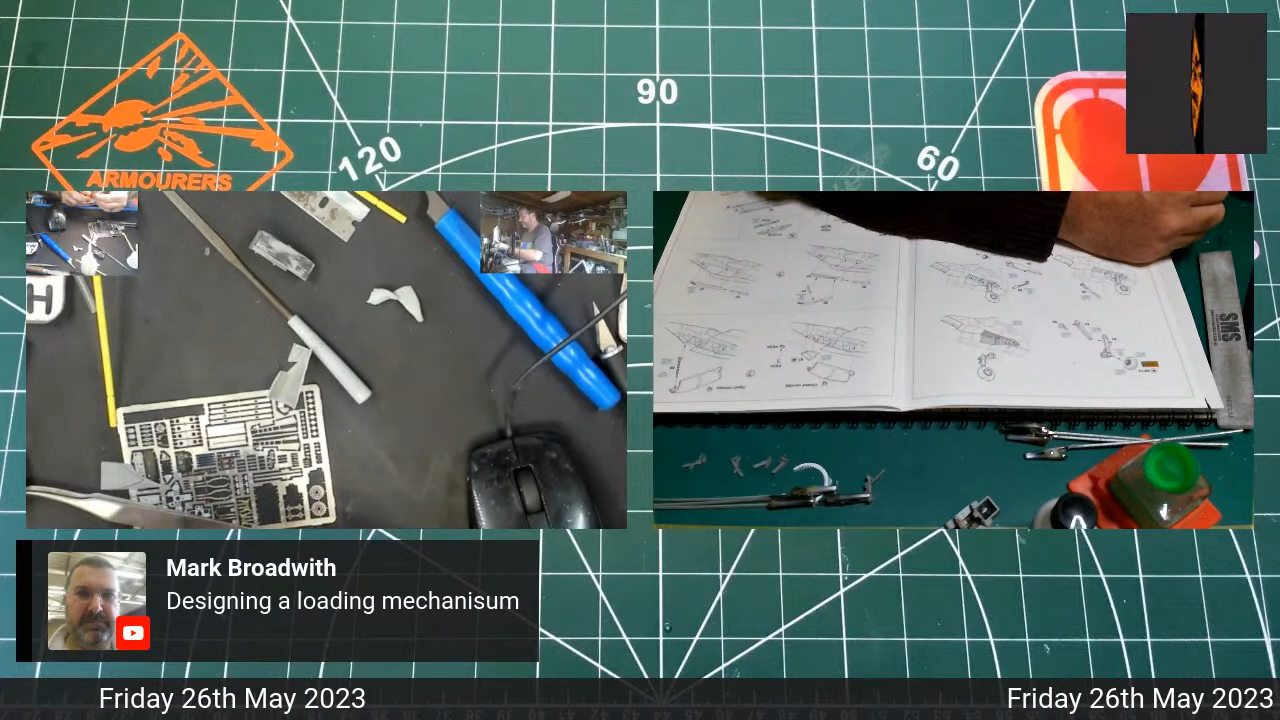 90
120
60
ARMOURERS
H
SMS
Mark Broadwith
Designing a loading mechanisum
Friday 26th May 2023
Friday 26th May 2023